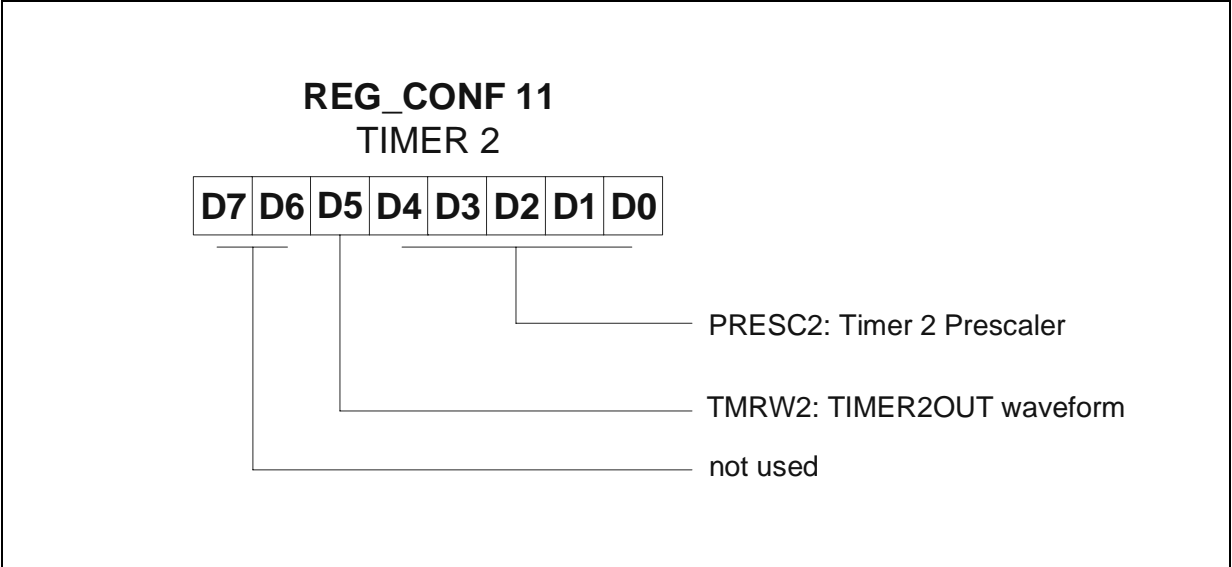 REG_CONF 11
TIMER 2
D7 D6 D5 D4 D3 D2 D1 D0
PRESC2: Timer 2 Prescaler
TMRW2: TIMER2OUT waveform
not used